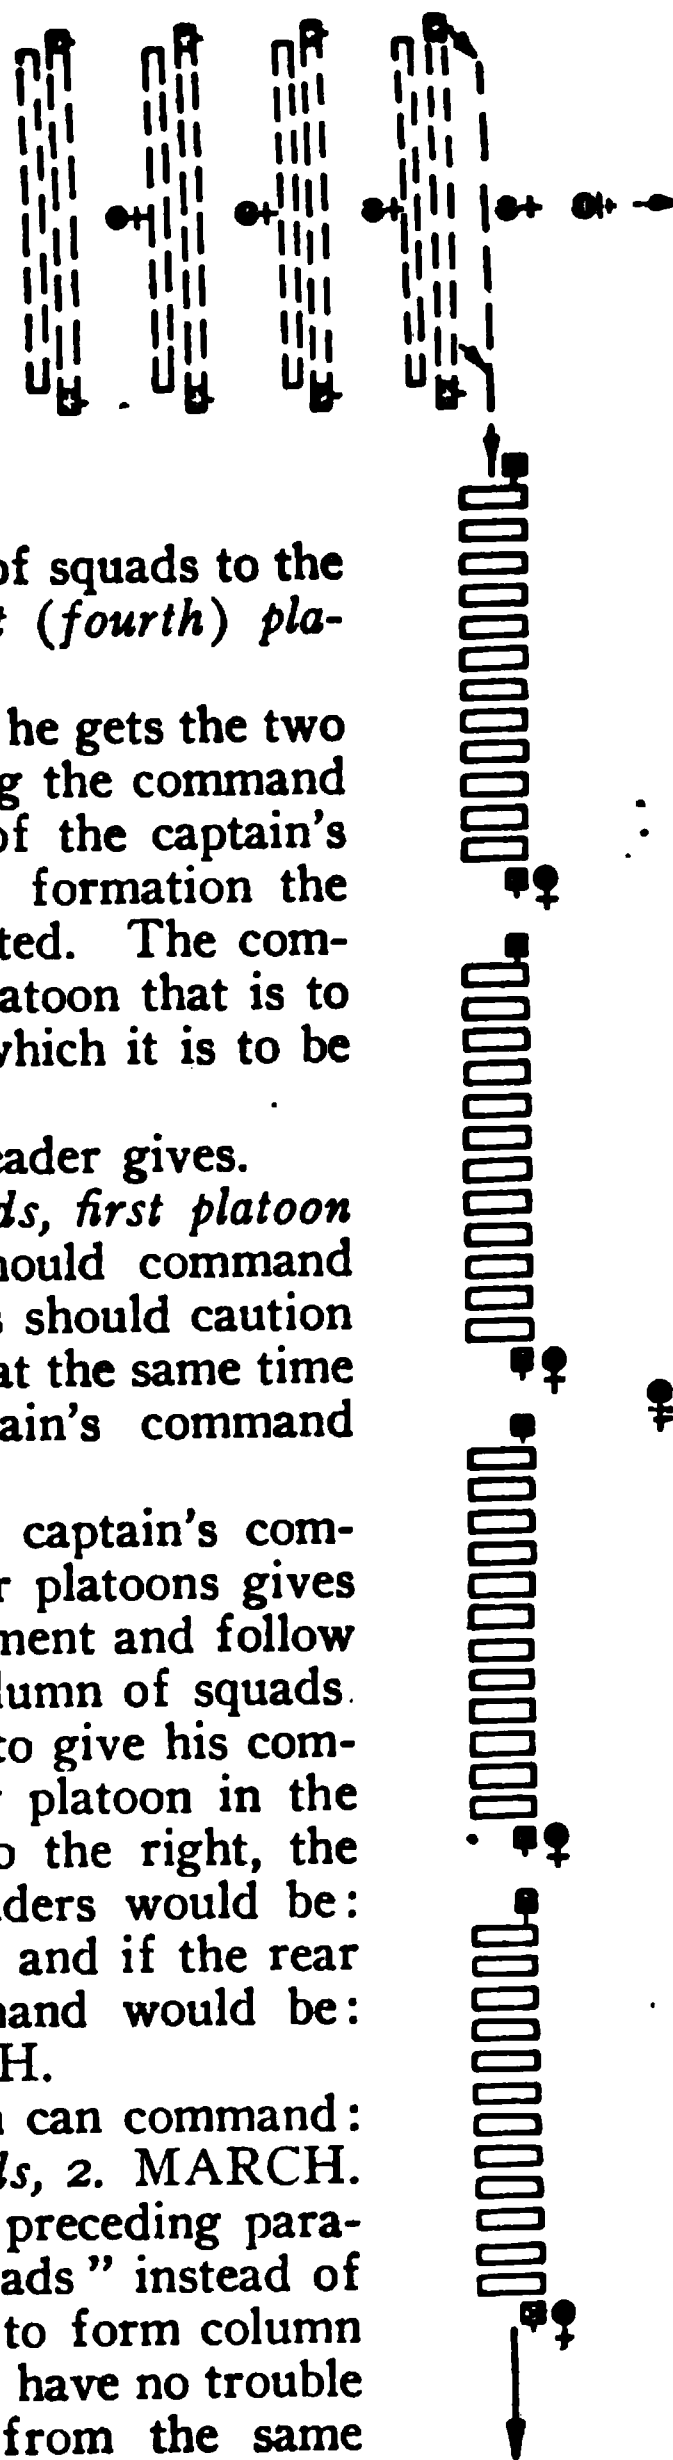 of squads to the
(fourth) pla-
he gets the two
the command
of the captain's
formation the
ted. The com-
atoon that is to
which it is to be
eader gives.
ds, first platoon
hould command
s should caution
at the same time
tain's command
captain's com-
r platoons gives
ment and follow
lumn of squads.
to give his com-
platoon in the
o the right, the
aders would be:
and if the rear
mand would be:
H.
n can command:
ds, 2. MARCH.
preceding para-
ads" instead of
to form column
have no trouble
from the same